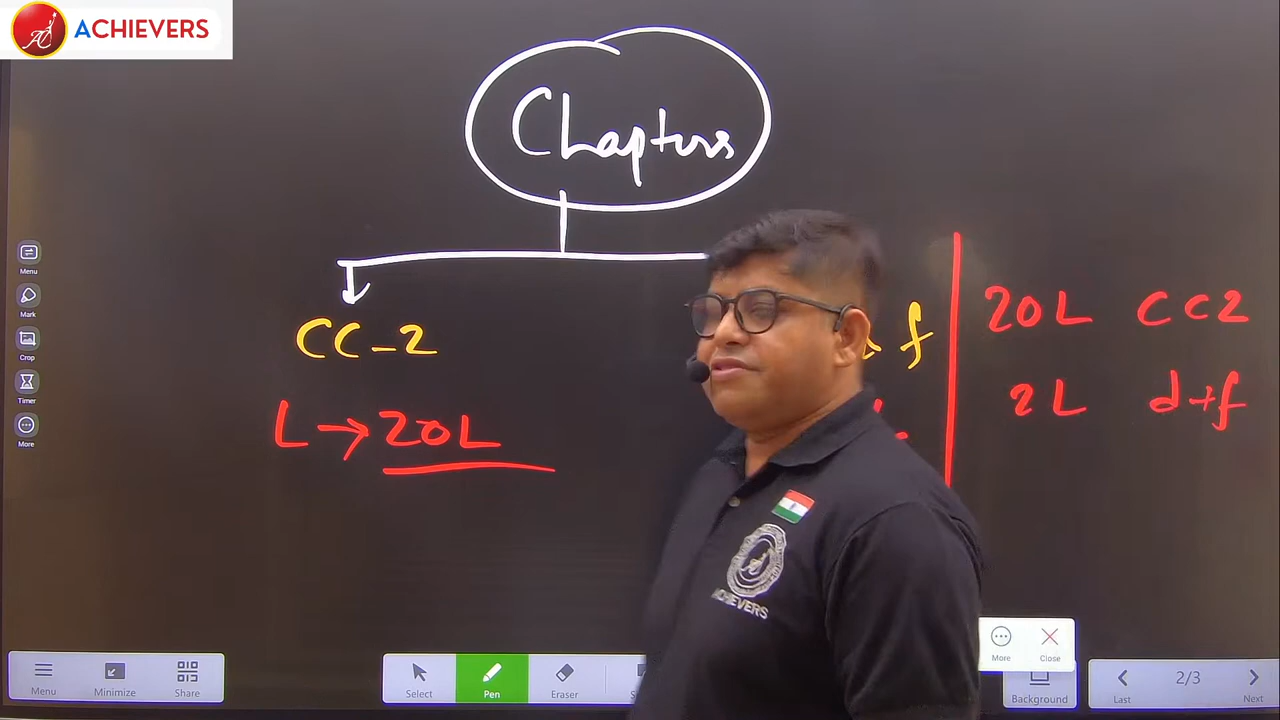 ACHIEVERS
Chapters
CC-2
f
L → 20L
20L CC2
2L d+f
Menu
Mark
Crop
Timer
More
ACHIEVERS
Menu
Minimize
Share
Select
Pen
Eraser
More
Close
Background
Last
2/3
Next